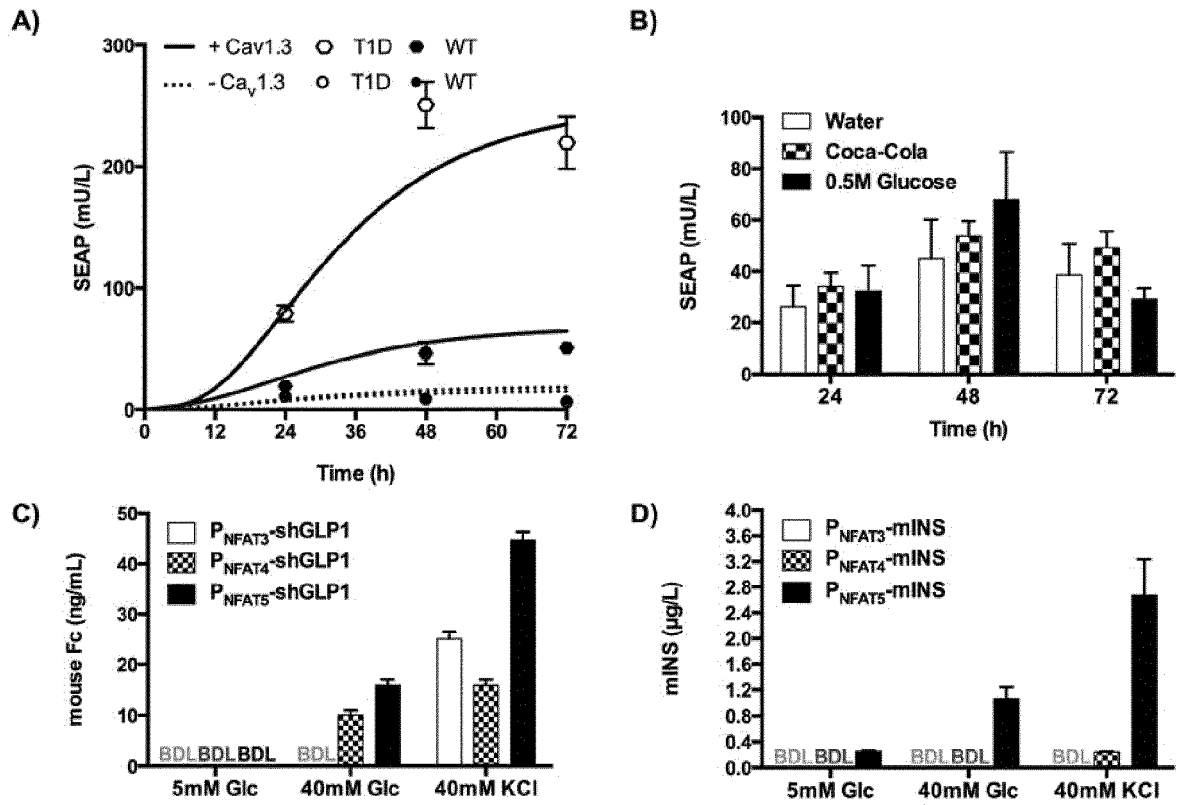 A)
300
200
100
0
SEAP (mU/L)
+ Cav1.3 T1D WT
- Cav1.3 T1D WT
0 12 24 36 48 60 72
Time (h)
B)
100
80
60
40
20
0
SEAP (mU/L)
Water
Coca-Cola
0.5M Glucose
24 48 72
Time (h)
C)
50
40
30
20
10
0
mouse Fc (ng/mL)
PNFAT3-shGLP1
PNFAT4-shGLP1
PNFAT5-shGLP1
BDL BDL BDL BDL
5mM Glc 40mM Glc 40mM KCl
D)
4.0
3.6
3.2
2.8
2.4
2.0
1.6
1.2
0.8
0.4
0.0
mINS (µg/L)
PNFAT3-mINS
PNFAT4-mINS
PNFAT5-mINS
BDL BDL BDL BDL BDL
5mM Glc 40mM Glc 40mM KCl